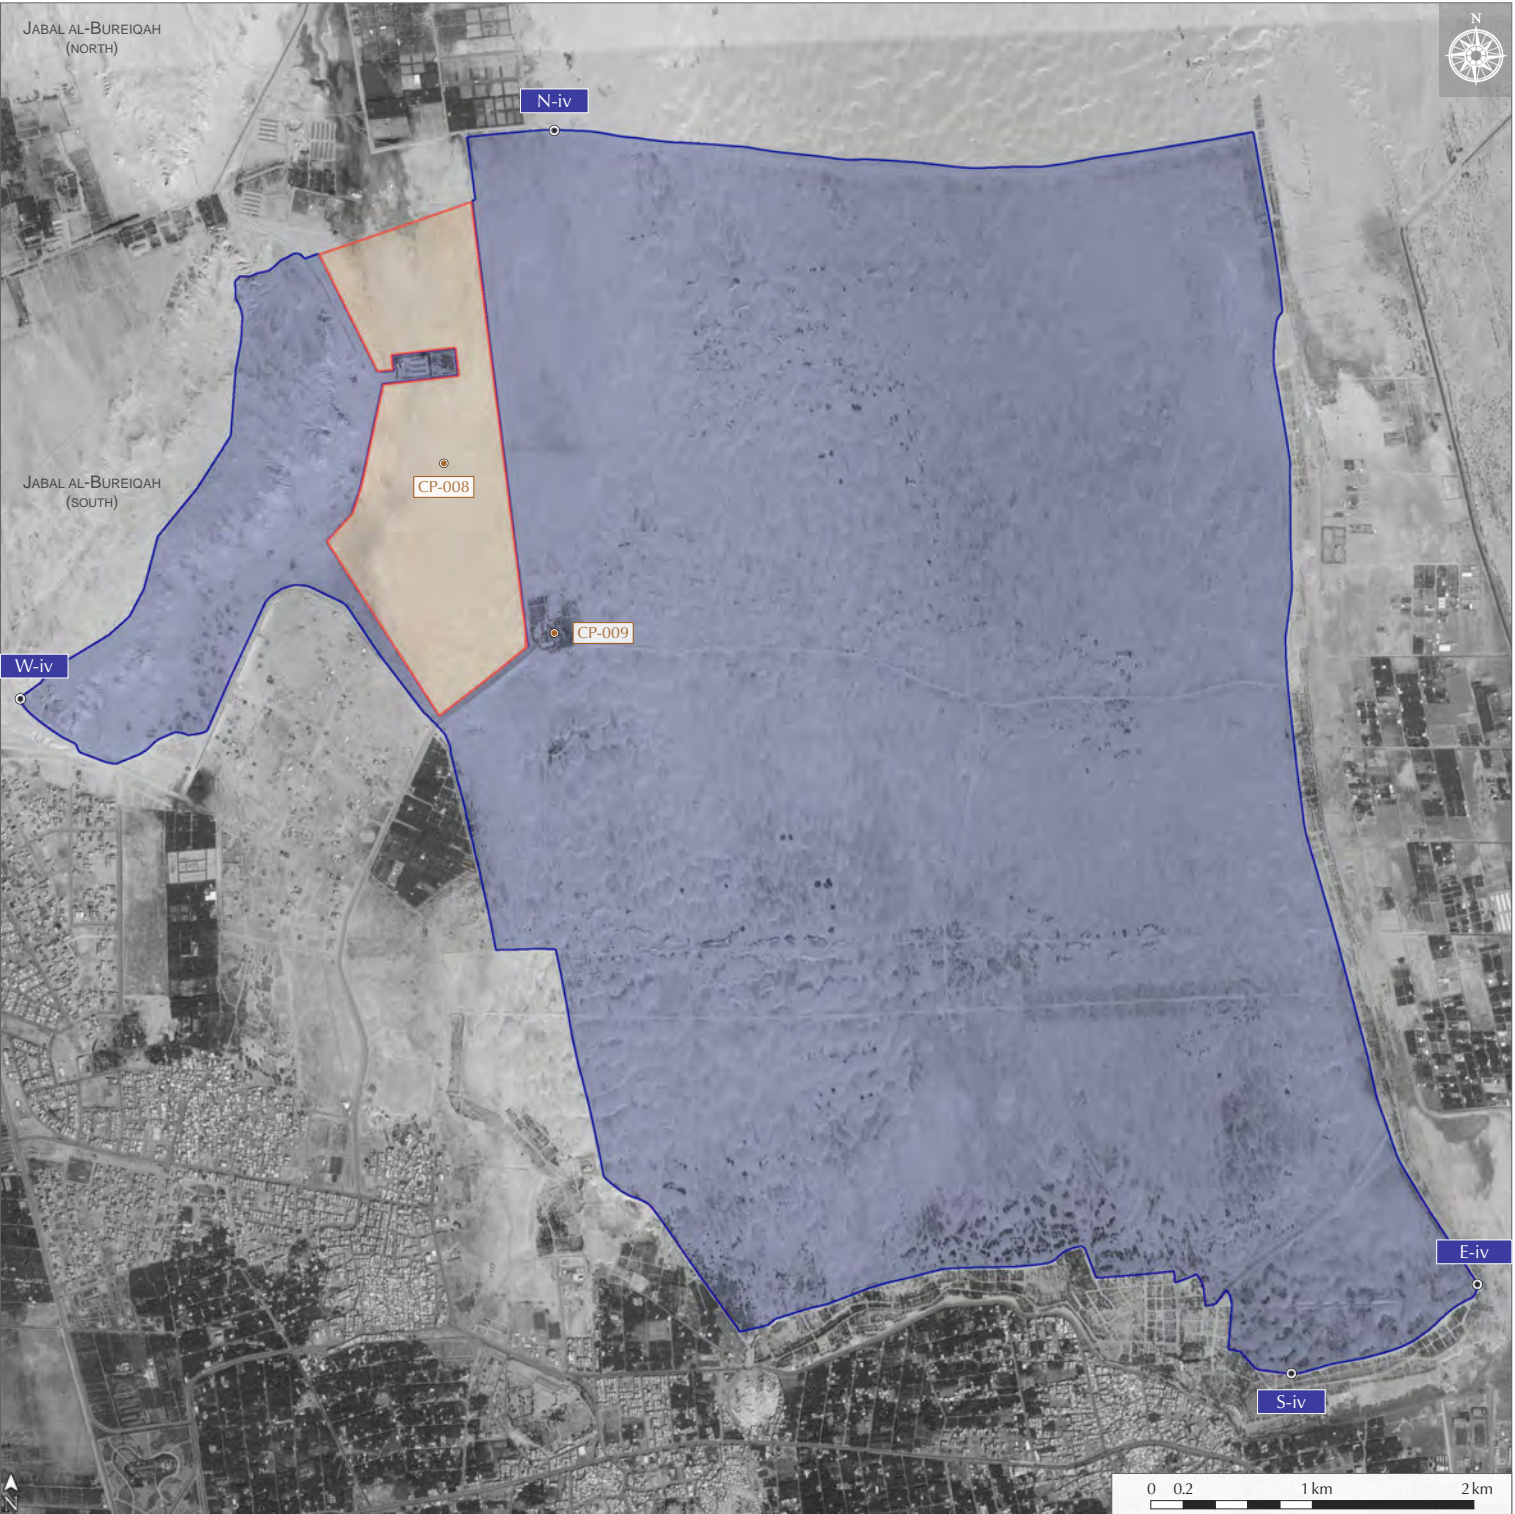 JABAL AL-BUREIQAH
(NORTH)
N
N-iv
CP-008
JABAL AL-BUREIQAH
(SOUTH)
CP-009
W-iv
E-iv
S-iv
N
0 0.2 1 km 2 km